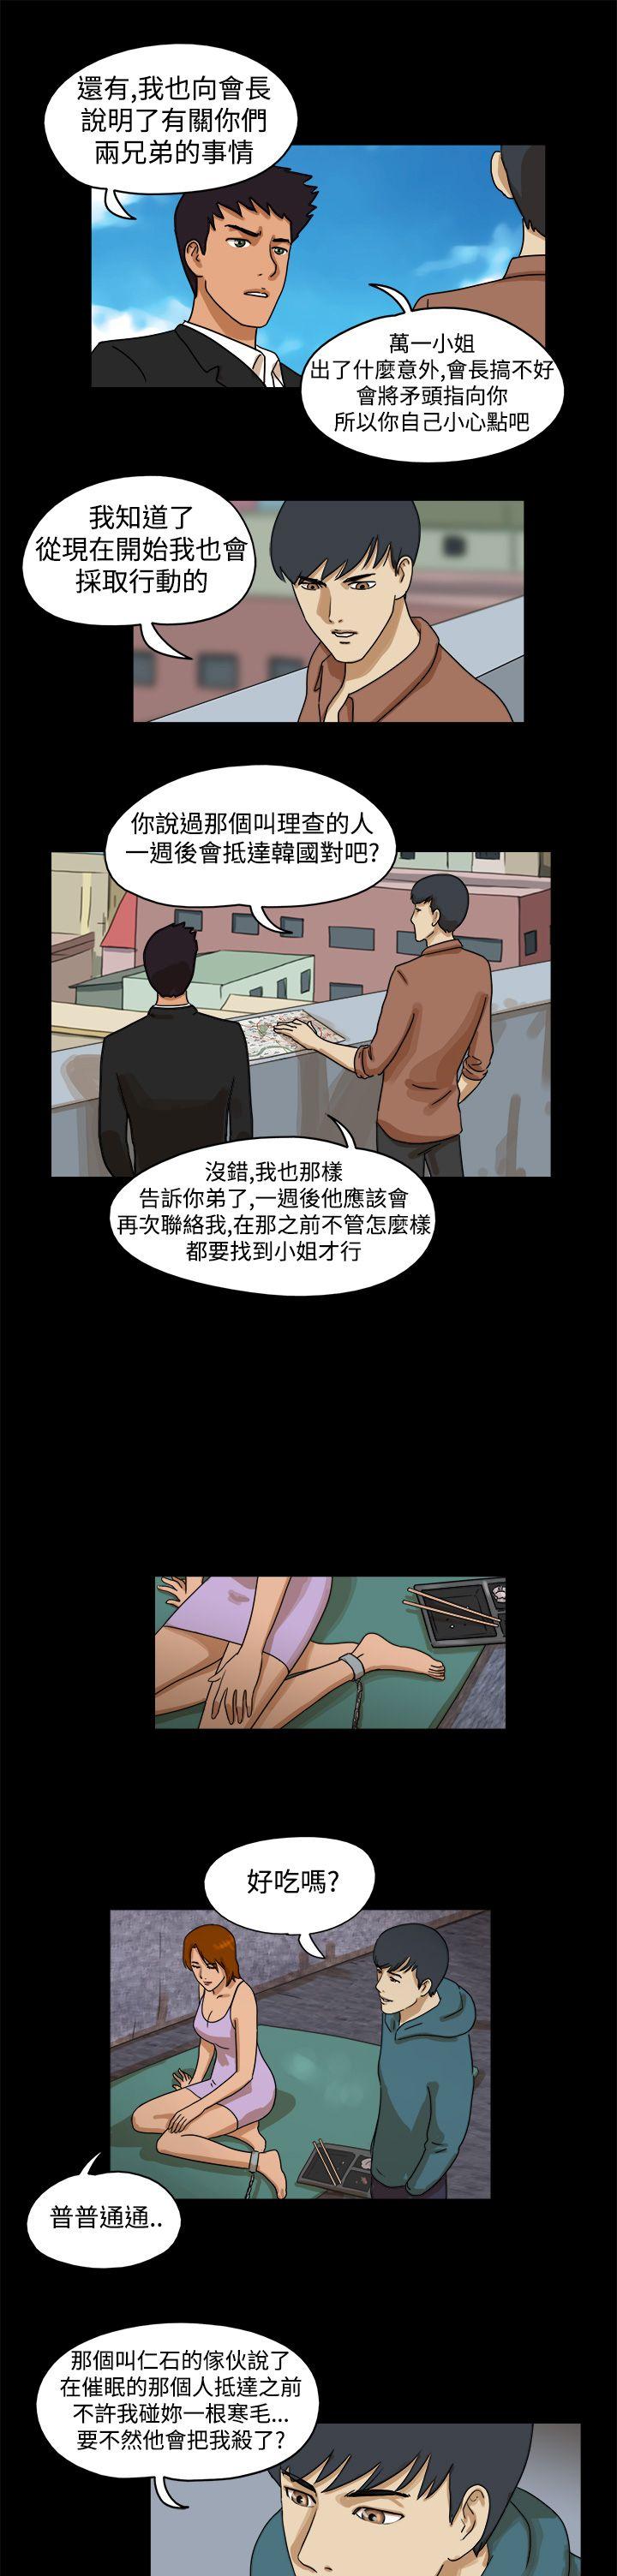 還有,我也向會長
說明了有關你們
兩兄弟的事情
萬一小姐
出了什麼意外,會長搞不好
會將矛頭指向你
所以你自己小心點吧
我知道了
從現在開始我也會
採取行動的
你說過那個叫理查的人
一週後會抵達韓國對吧?
沒錯,我也那樣
告訴你弟了,一週後他應該會
再次聯絡我,在那之前不管怎麼樣
都要找到小姐才行
好吃嗎?
普普通通..
那個叫仁石的傢伙說了
在催眠的那個人抵達之前
不許我碰妳一根寒毛...
要不然他會把我殺了?